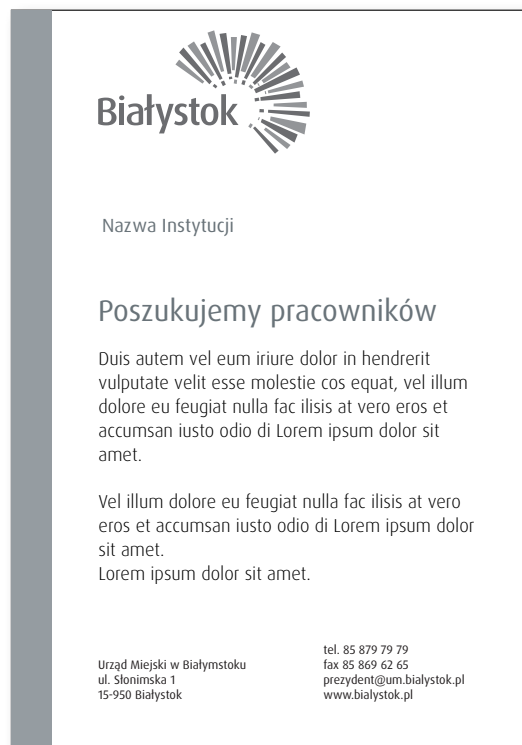 Białystok
Nazwa Instytucji
Poszukujemy pracowników
Duis autem vel eum iriure dolor in hendrerit
vulputate velit esse molestie cos equat, vel illum
dolore eu feugiat nulla fac ilisis at vero eros et
accumsan iusto odio di Lorem ipsum dolor sit
amet.
Vel illum dolore eu feugiat nulla fac ilisis at vero
eros et accumsan iusto odio di Lorem ipsum dolor
sit amet.
Lorem ipsum dolor sit amet.
Urząd Miejski w Białymstoku
ul. Słonimska 1
15-950 Białystok
tel. 85 879 79 79
fax 85 869 62 65
prezydent@um.bialystok.pl
www.bialystok.pl